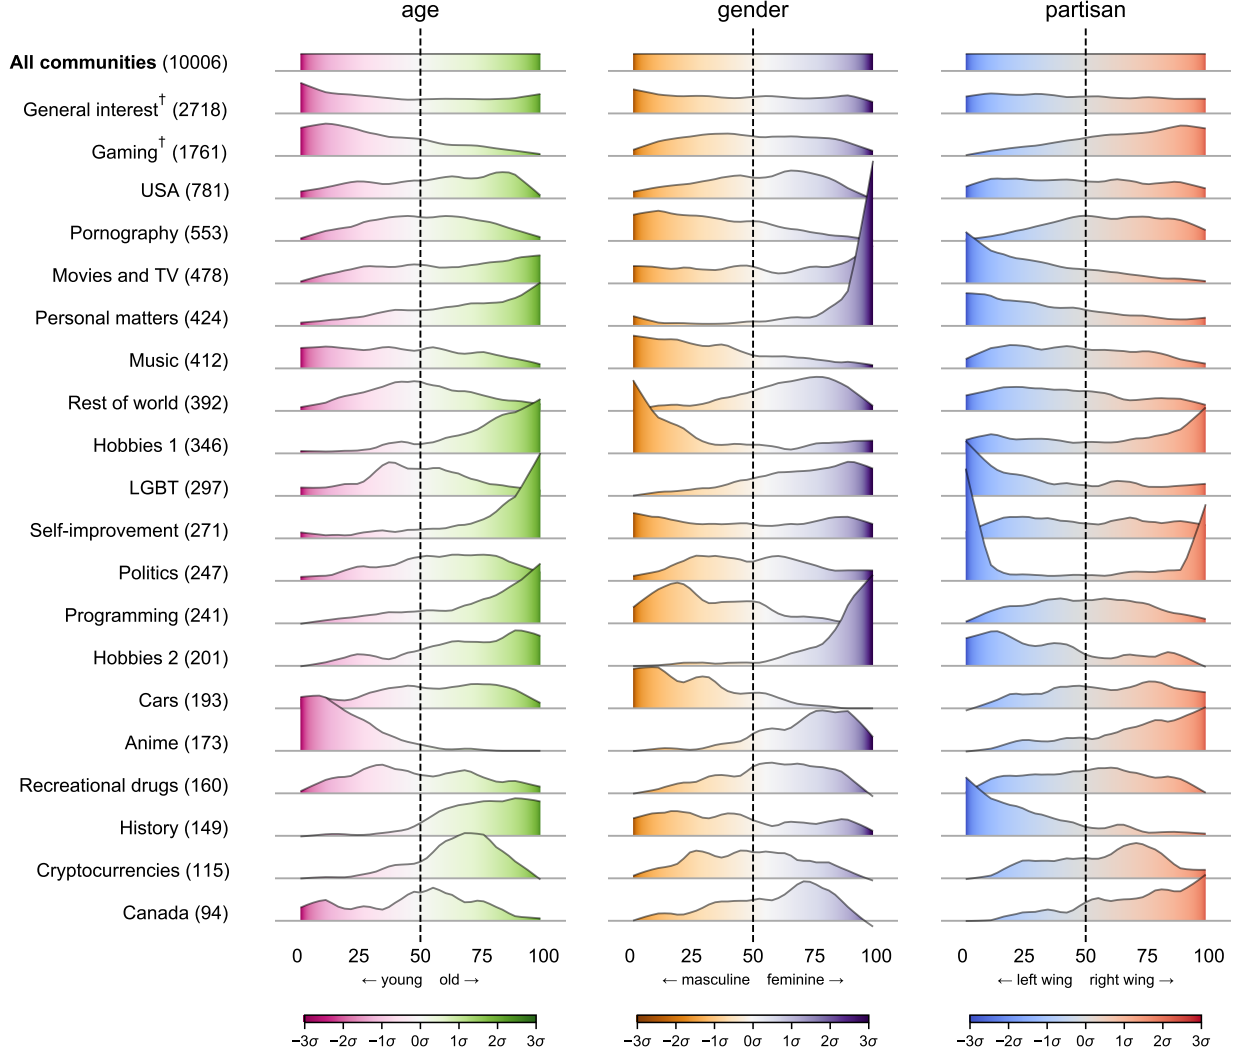 age gender partisan
All communities (10006)
General interest† (2718)
Gaming† (1761)
USA (781)
Pornography (553)
Movies and TV (478)
Personal matters (424)
Music (412)
Rest of world (392)
Hobbies 1 (346)
LGBT (297)
Self-improvement (271)
Politics (247)
Programming (241)
Hobbies 2 (201)
Cars (193)
Anime (173)
Recreational drugs (160)
History (149)
Cryptocurrencies (115)
Canada (94)
0 25 50 75 100 0 25 50 75 100 0 25 50 75 100
← young old → ← masculine feminine → ← left wing right wing →
−3σ −2σ −1σ 0σ 1σ 2σ 3σ −3σ −2σ −1σ 0σ 1σ 2σ 3σ −3σ −2σ −1σ 0σ 1σ 2σ 3σ